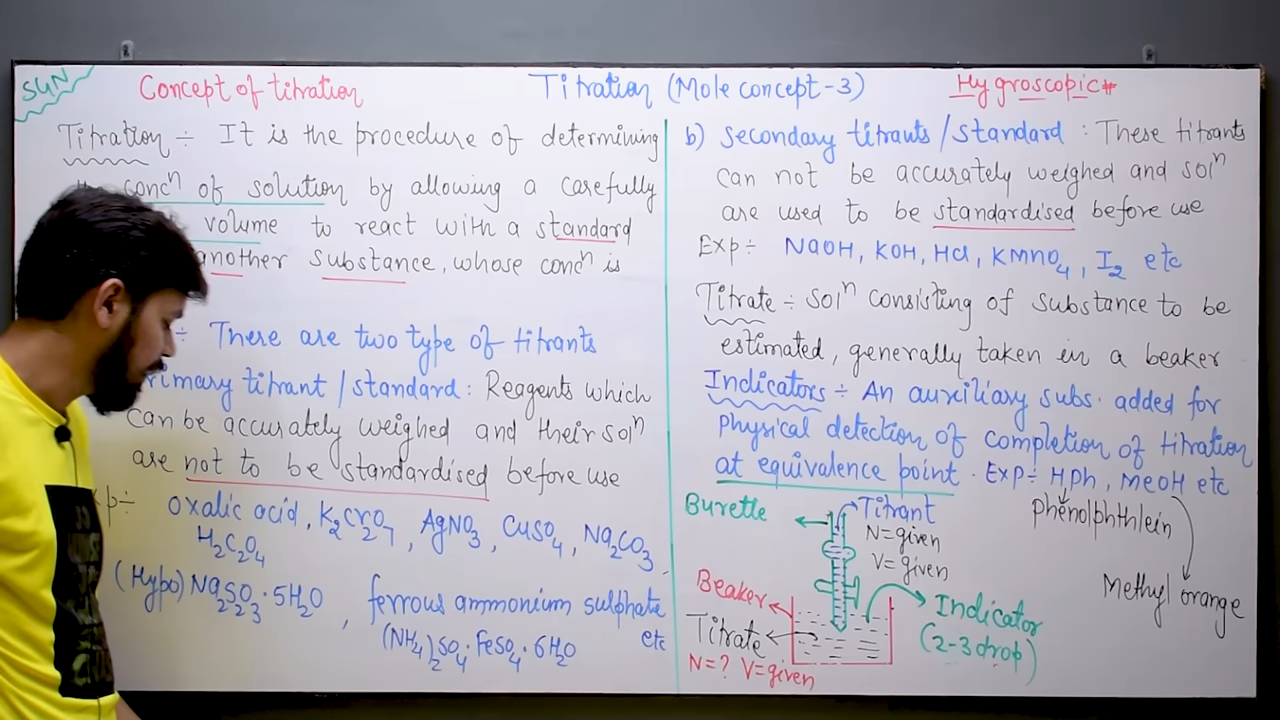 SGN
Concept of titration
Titration (Mole concept-3)
Hygroscopic#
Titration ÷ It is the procedure of determining
concⁿ of solution by allowing a carefully
volume to react with a standard
another substance, whose concⁿ is
÷ There are two type of titrants
rimary titrant / standard : Reagents which
can be accurately weighed and their solⁿ
are not to be standardised before use
p ÷ oxalic acid, K₂Cr₂O₇, AgNO₃, CuSO₄, Na₂CO₃,
H₂C₂O₄
(Hypo) Na₂S₂O₃·5H₂O, ferrous ammonium sulphate
(NH₄)₂SO₄·FeSO₄·6H₂O etc
b) Secondary titrants / standard : These titrants
can not be accurately weighed and solⁿ
are used to be standardised before use
Exp ÷ NaOH, KOH, HCl, KMnO₄, I₂ etc
Titrate ÷ solⁿ consisting of substance to be
estimated, generally taken in a beaker
Indicators ÷ An auxiliary subs. added for
physical detection of completion of titration
at equivalence point. Exp ÷ HPh, MeOH etc
Phenolphthlein
Methyl orange
Burette
Titrant
N = given
V = given
Beaker
Titrate
N = ? V = given
Indicator
(2-3 drop)